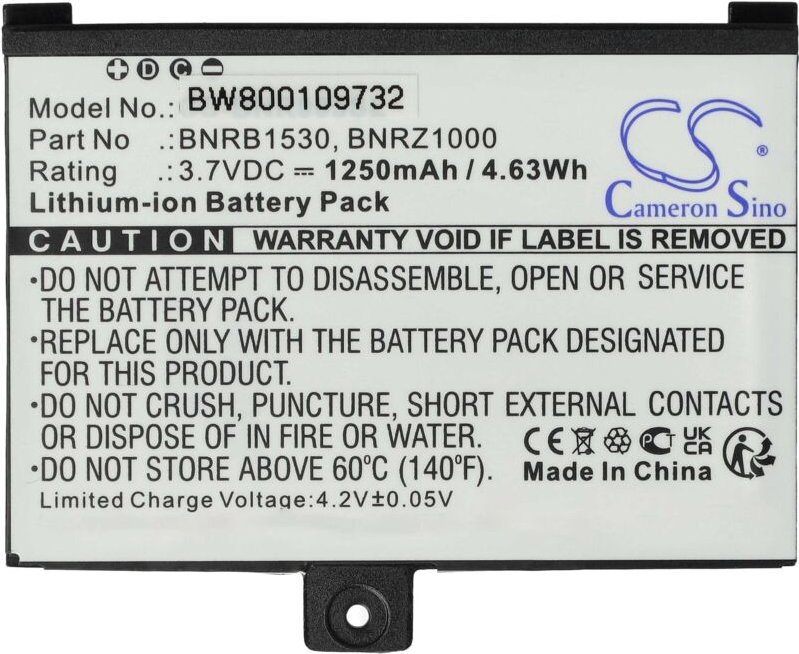 + D C −
Model No.: BW800109732
Part No :BNRB1530, BNRZ1000
Rating :3.7VDC ⎓ 1250mAh / 4.63Wh
Lithium-ion Battery Pack
CS
Cameron Sino
®
CAUTION WARRANTY VOID IF LABEL IS REMOVED
·DO NOT ATTEMPT TO DISASSEMBLE, OPEN OR SERVICE
THE BATTERY PACK.
·REPLACE ONLY WITH THE BATTERY PACK DESIGNATED
FOR THIS PRODUCT.
·DO NOT CRUSH, PUNCTURE, SHORT EXTERNAL CONTACTS
OR DISPOSE OF IN FIRE OR WATER.
·DO NOT STORE ABOVE 60°C (140°F).
Limited Charge Voltage:4.2V±0.05V
CE PCT UKCA
Made In China